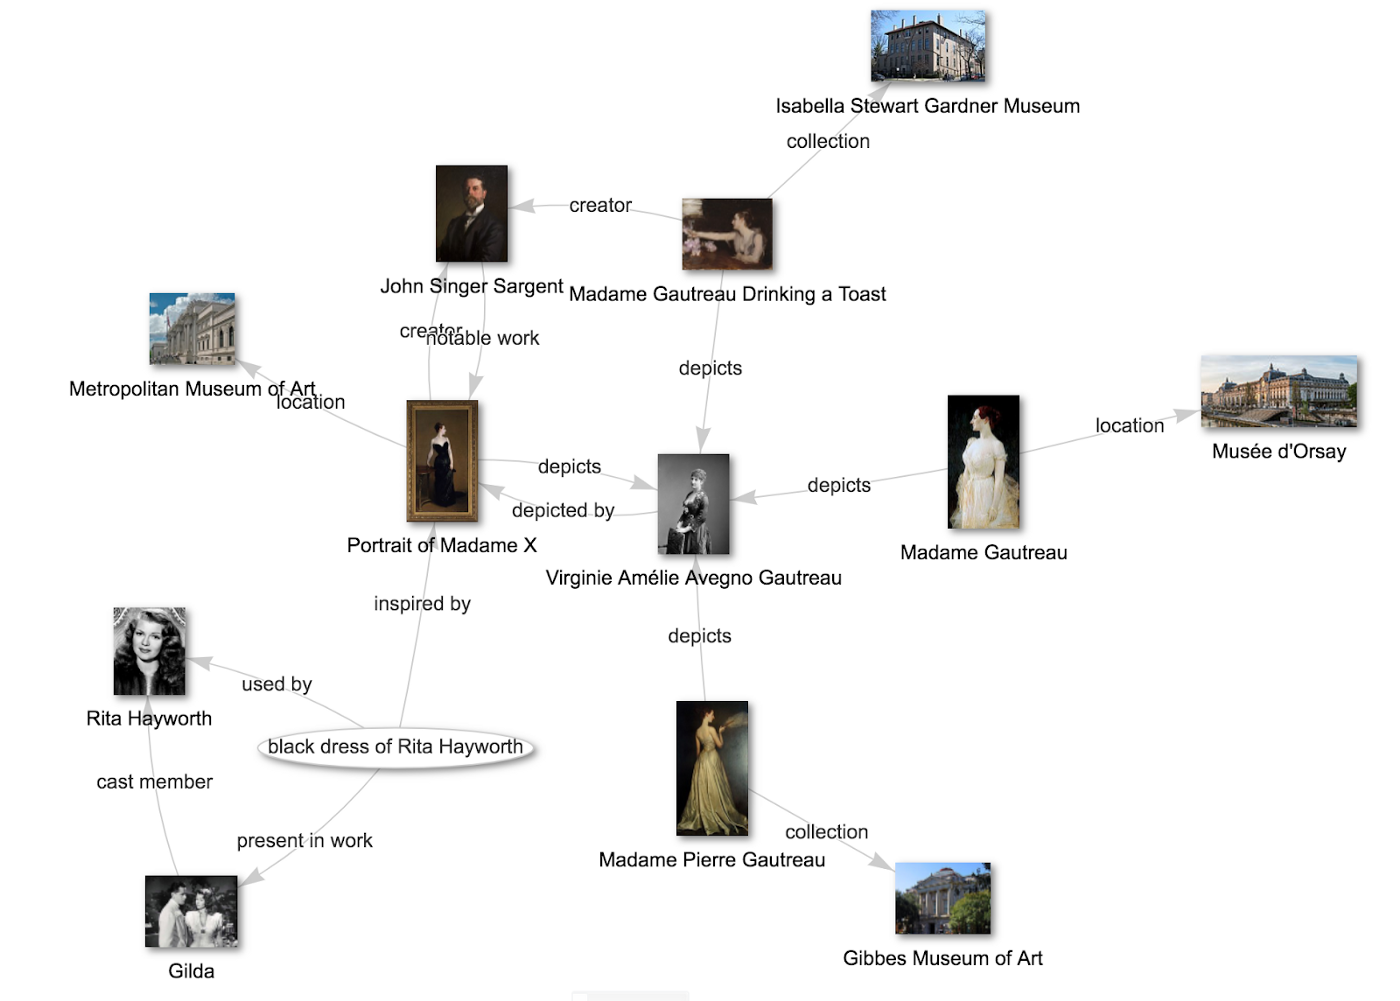 Isabella Stewart Gardner Museum
collection
creator
John Singer Sargent
Madame Gautreau Drinking a Toast
creator
notable work
depicts
Metropolitan Museum of Art
location
location
Musée d'Orsay
depicts
depicts
depicted by
Portrait of Madame X
Madame Gautreau
Virginie Amélie Avegno Gautreau
inspired by
depicts
used by
Rita Hayworth
black dress of Rita Hayworth
cast member
present in work
collection
Madame Pierre Gautreau
Gibbes Museum of Art
Gilda